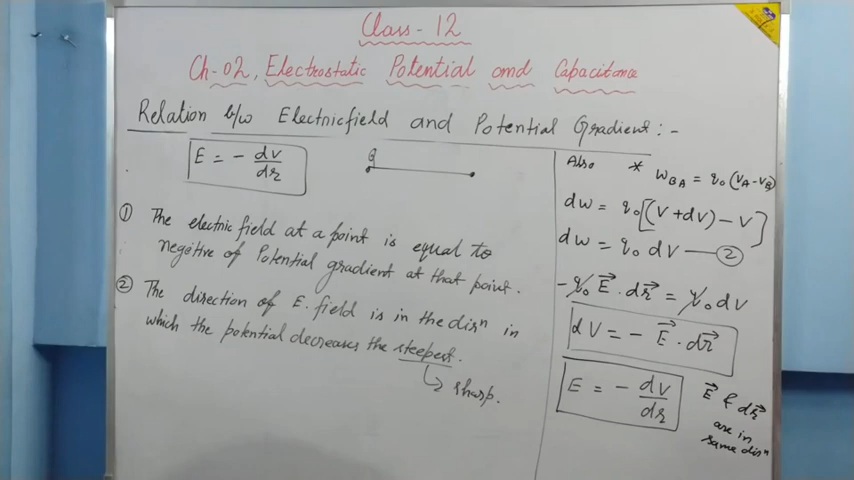 Class - 12
Ch-02, Electrostatic Potential and Capacitance
Relation b/w Electricfield and Potential Gradient :-
E = - dv/dr
Q
① The electric field at a point is equal to
negative of Potential gradient at that point.
② The direction of E. field is in the disⁿ in
which the potential decreases the steepest.
↳ sharp.
Also * W_BA = q₀ (V_A - V_B)
dw = q₀ [(V + dV) - V]
dw = q₀ dV — ②
- q₀ E⃗ . dr⃗ = q₀ dV
dV = - E⃗ . dr⃗
E = - dv/dr
E⃗ & dr⃗
are in
same disⁿ